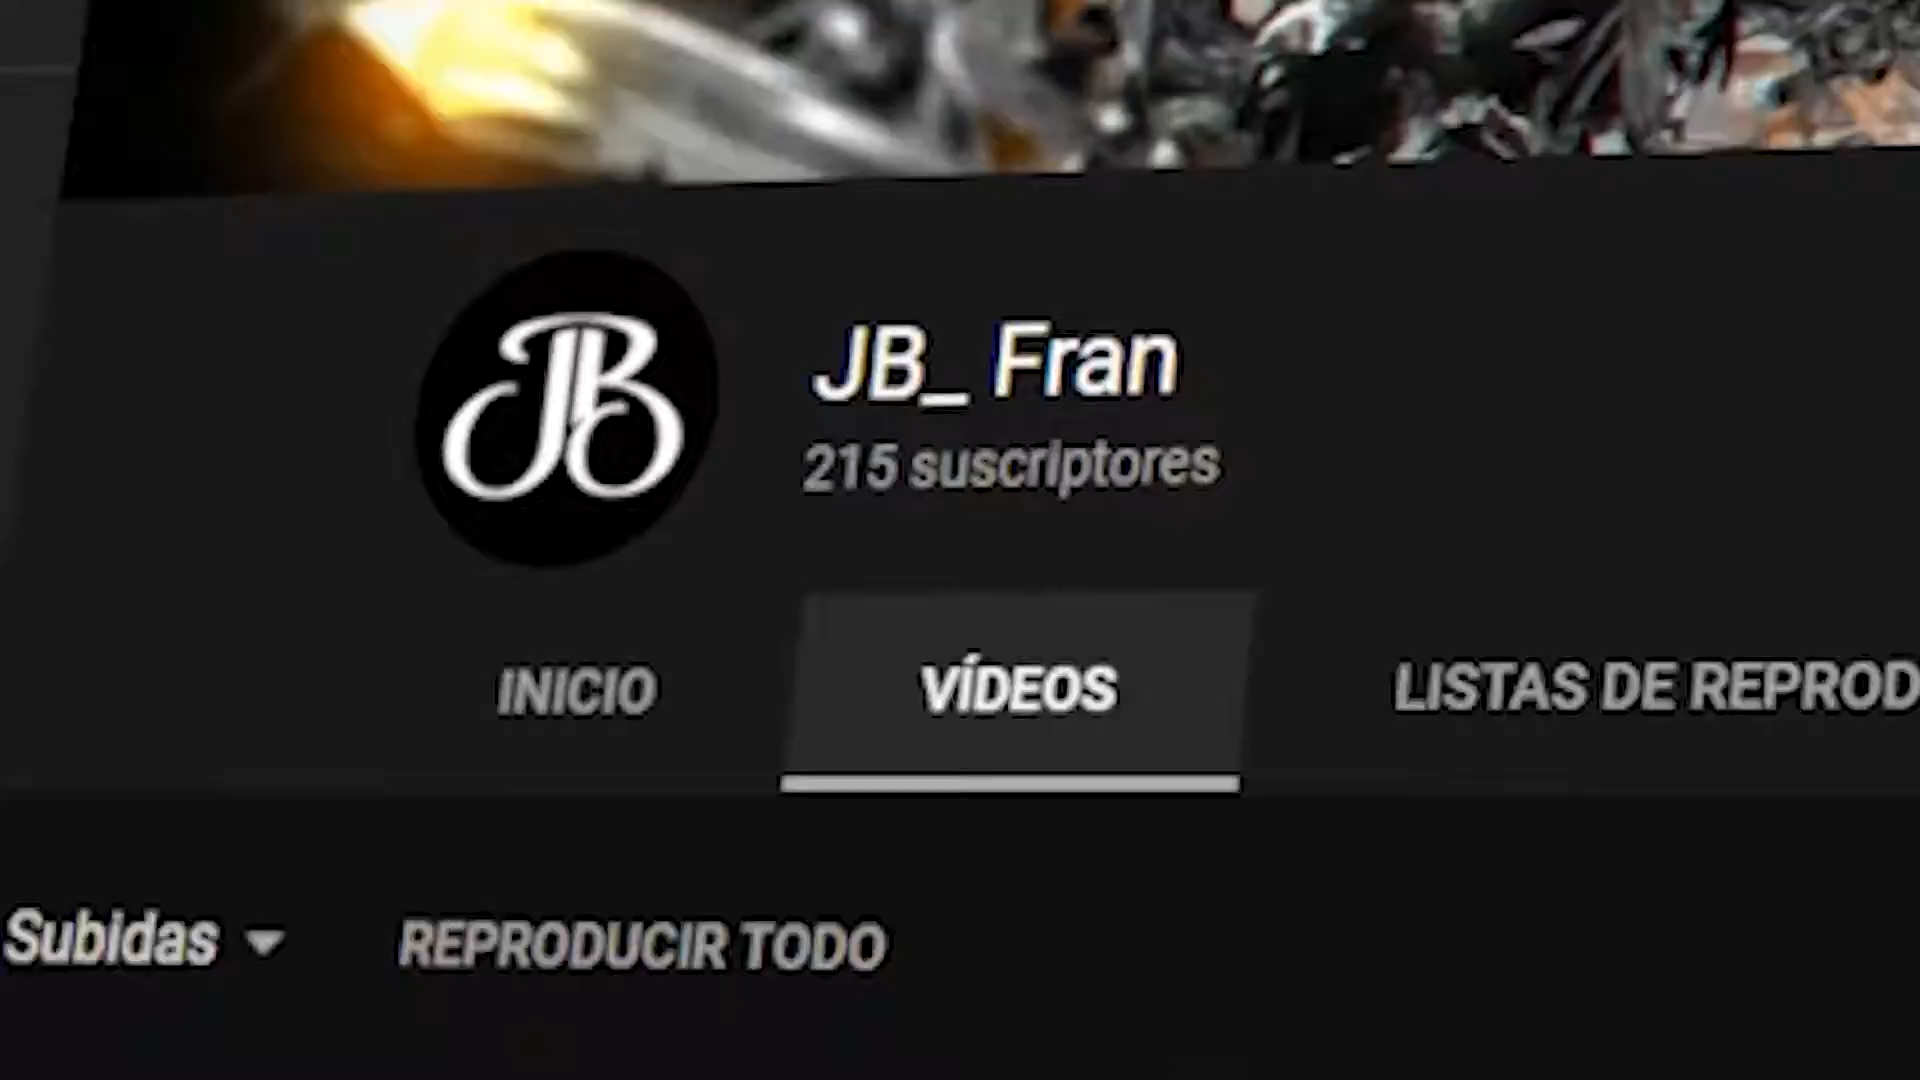 JB
JB_ Fran
215 suscriptores
INICIO
VÍDEOS
LISTAS DE REPROD
Subidas
REPRODUCIR TODO